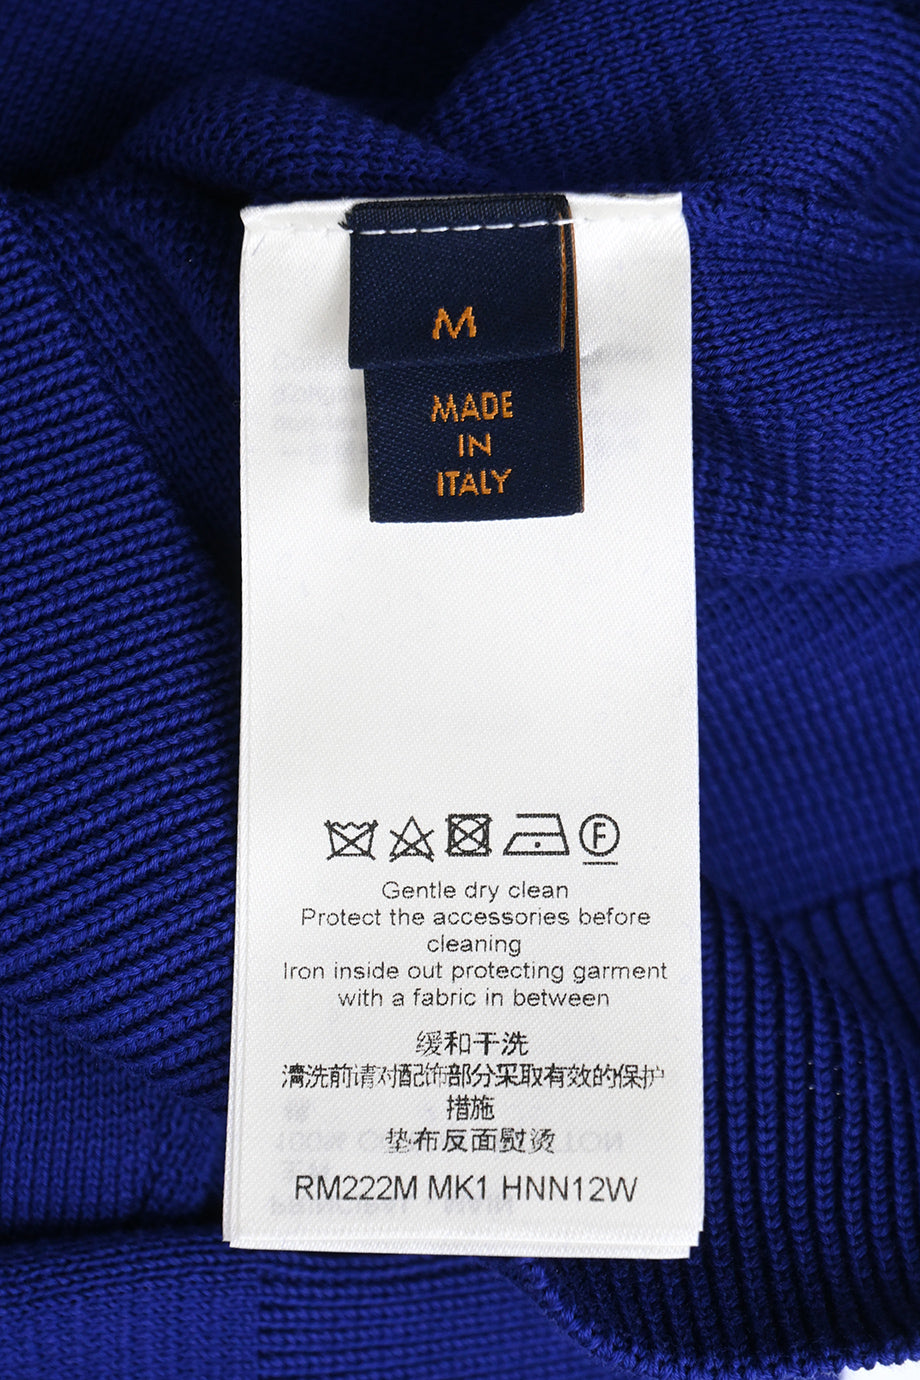 M
MADE
IN
ITALY
F
Gentle dry clean
Protect the accessories before
cleaning
Iron inside out protecting garment
with a fabric in between
缓和干洗
清洗前请对配饰部分采取有效的保护
措施
垫布反面熨烫
RM222M MK1 HNN12W